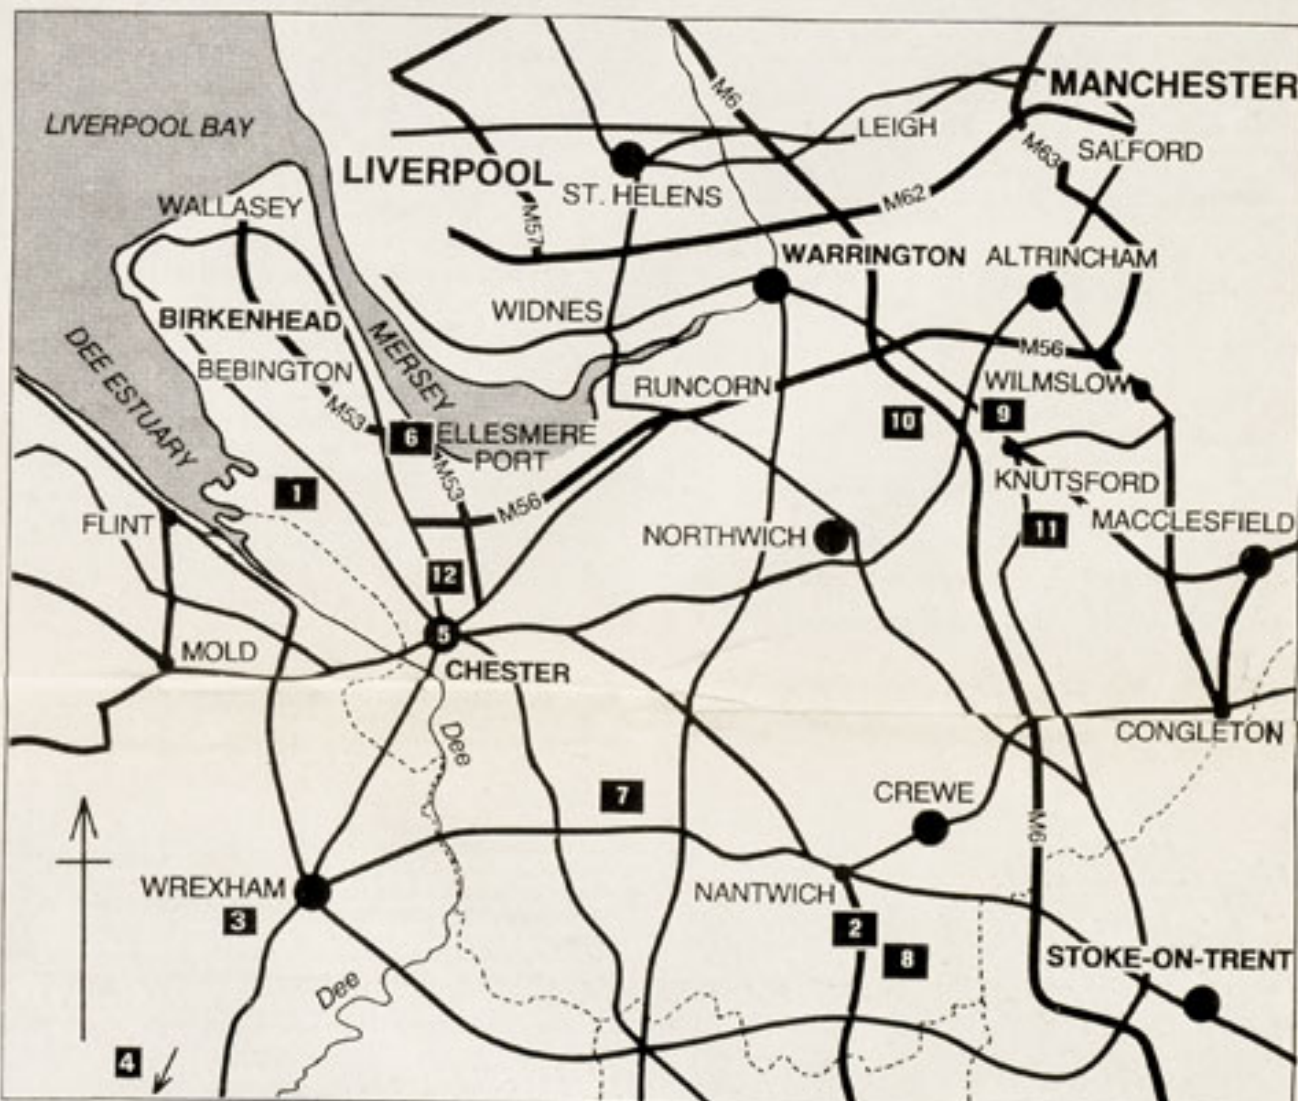 MANCHESTER
M6
LIVERPOOL BAY
LEIGH
M63
SALFORD
LIVERPOOL
ST. HELENS
M62
WALLASEY
M57
WARRINGTON
ALTRINCHAM
WIDNES
BIRKENHEAD
MERSEY
DEE ESTUARY
BEBINGTON
M56
RUNCORN
WILMSLOW
M53
6
ELLESMERE
PORT
10
9
M53
KNUTSFORD
1
M56
FLINT
NORTHWICH
11
MACCLESFIELD
12
5
MOLD
CHESTER
Dee
CONGLETON
7
CREWE
M6
WREXHAM
NANTWICH
3
2
8
STOKE-ON-TRENT
Dee
4